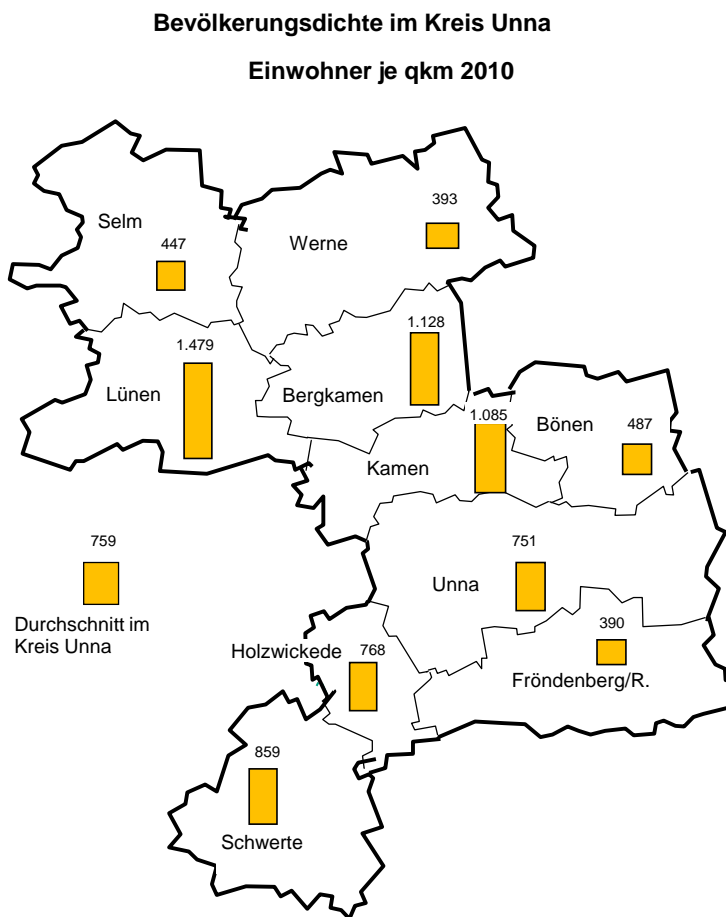 Bevölkerungsdichte im Kreis Unna
Einwohner je qkm 2010
Selm
447
Werne
393
Lünen
1.479
Bergkamen
1.128
Kamen
1.085
Bönen
487
759
Durchschnitt im
Kreis Unna
Unna
751
Holzwickede
768
390
Fröndenberg/R.
859
Schwerte